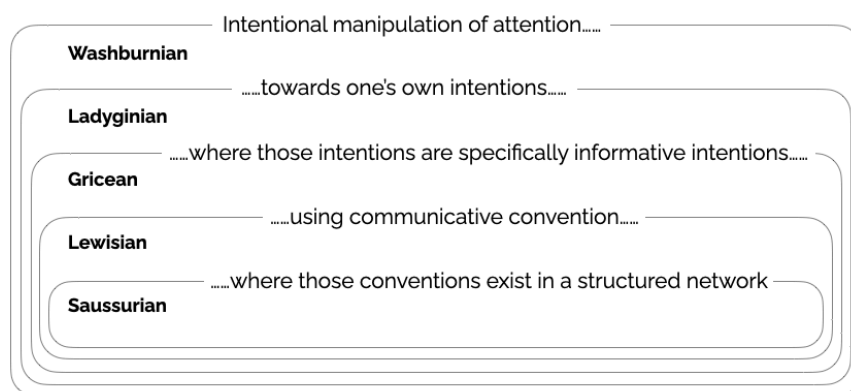 Intentional manipulation of attention……
Washburnian
……towards one's own intentions……
Ladyginian
……where those intentions are specifically informative intentions……
Gricean
……using communicative convention……
Lewisian
……where those conventions exist in a structured network
Saussurian